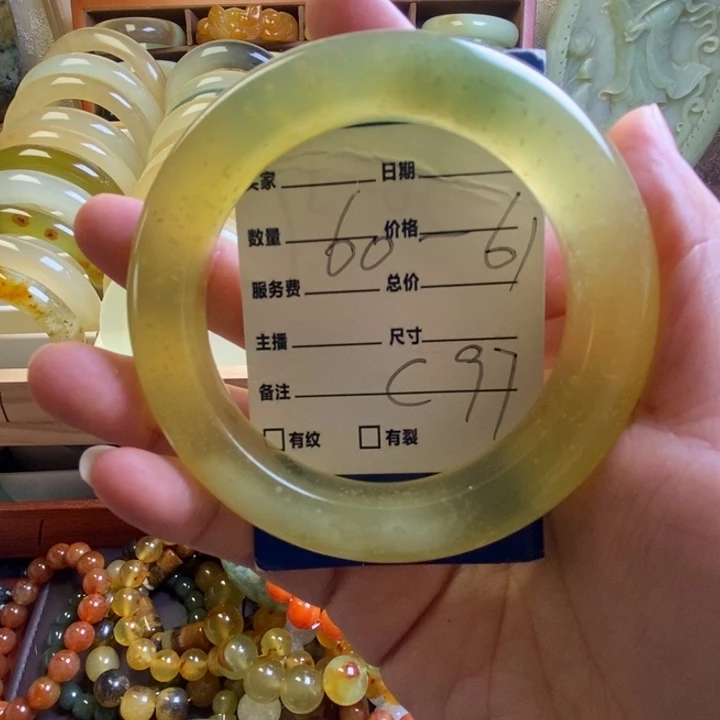 家 日期
数量 60 — 61 价格
服务费 总价
主播 尺寸
备注 C97
□有纹 □有裂